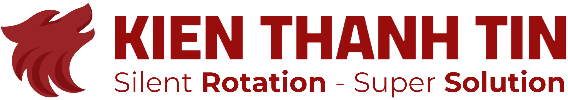 KIEN THANH TIN
Silent Rotation - Super Solution